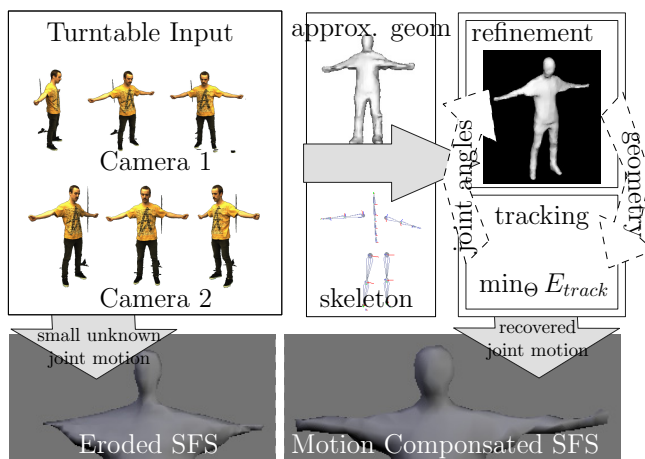 Turntable Input
Camera 1
Camera 2
approx. geom
skeleton
refinement
joint angles
geometry
tracking
min_Θ E_track
small unknown
joint motion
recovered
joint motion
Eroded SFS
Motion Componsated SFS